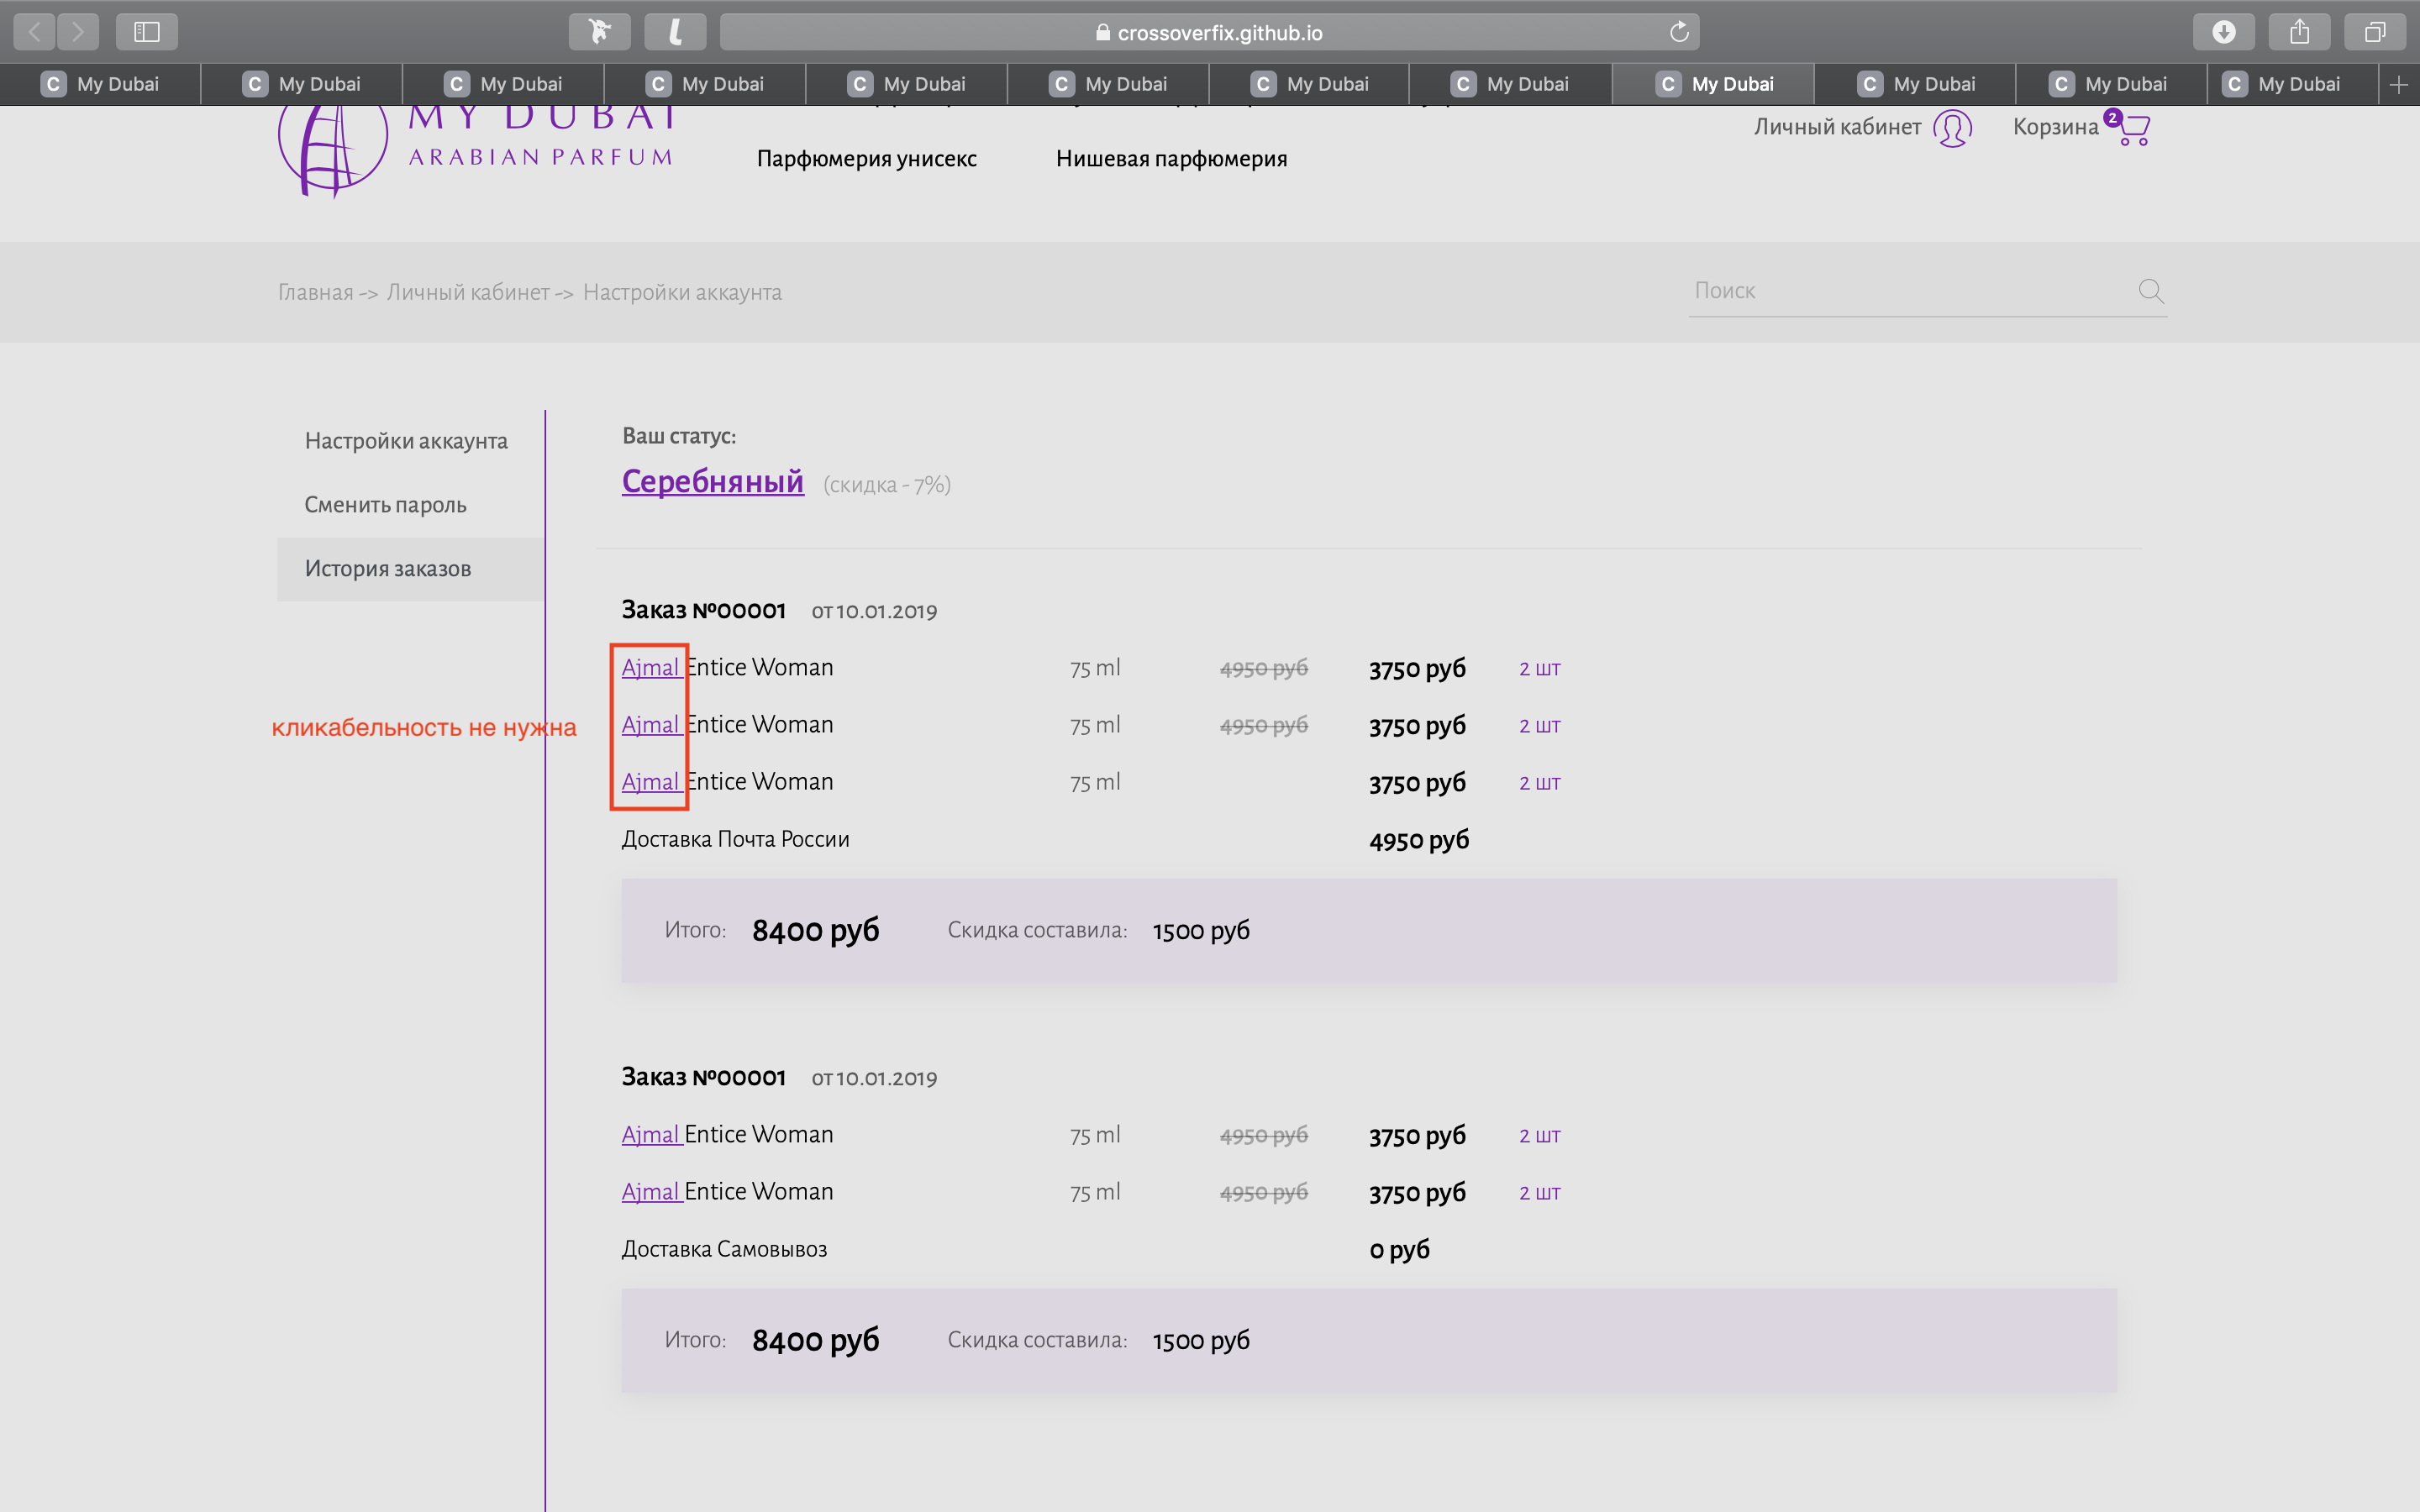 crossoverfix.github.io
C My Dubai C My Dubai C My Dubai C My Dubai C My Dubai C My Dubai C My Dubai C My Dubai C My Dubai C My Dubai C My Dubai C My Dubai
MY DUBAI
ARABIAN PARFUM
Парфюмерия унисекс Нишевая парфюмерия
Личный кабинет Корзина 2
Главная -> Личный кабинет -> Настройки аккаунта
Поиск
Настройки аккаунта
Сменить пароль
История заказов
Ваш статус:
Серебняный (скидка - 7%)
Заказ №00001 от 10.01.2019
Ajmal Entice Woman 75 ml 4950 руб 3750 руб 2 шт
кликабельность не нужна
Ajmal Entice Woman 75 ml 4950 руб 3750 руб 2 шт
Ajmal Entice Woman 75 ml 3750 руб 2 шт
Доставка Почта России 4950 руб
Итого: 8400 руб Скидка составила: 1500 руб
Заказ №00001 от 10.01.2019
Ajmal Entice Woman 75 ml 4950 руб 3750 руб 2 шт
Ajmal Entice Woman 75 ml 4950 руб 3750 руб 2 шт
Доставка Самовывоз 0 руб
Итого: 8400 руб Скидка составила: 1500 руб